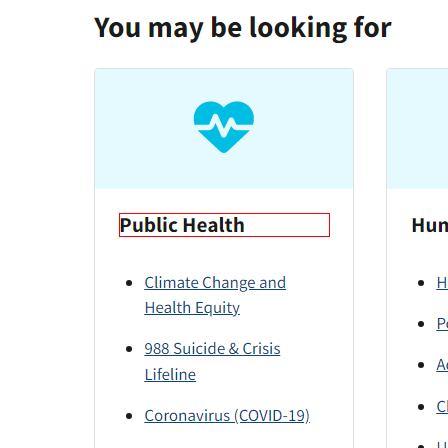 You may be looking for
Public Health
Climate Change and
Health Equity
988 Suicide & Crisis
Lifeline
Coronavirus (COVID-19)